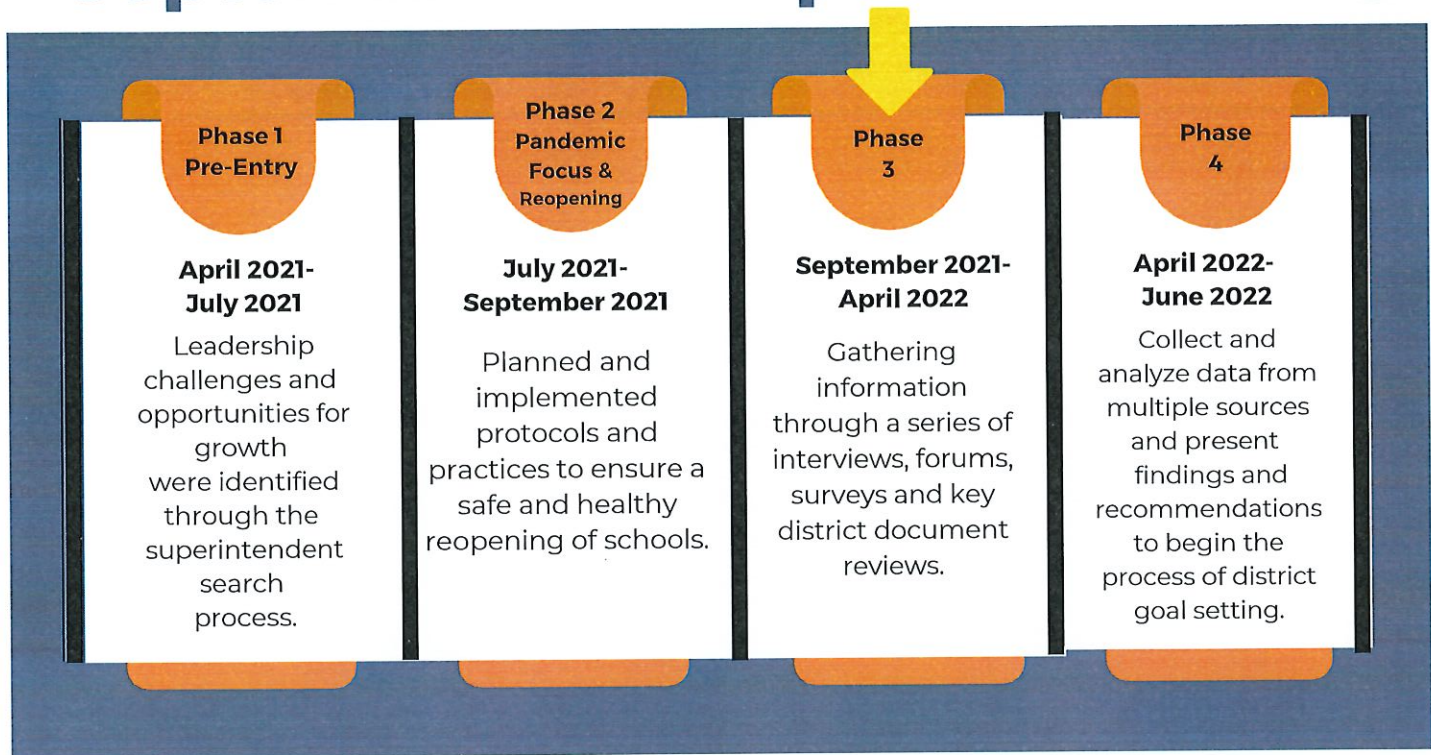 Phase 1
Pre-Entry
April 2021-
July 2021
Leadership
challenges and
opportunities for
growth
were identified
through the
superintendent
search
process.
Phase 2
Pandemic
Focus &
Reopening
July 2021-
September 2021
Planned and
implemented
protocols and
practices to ensure a
safe and healthy
reopening of schools.
Phase
3
September 2021-
April 2022
Gathering
information
through a series of
interviews, forums,
surveys and key
district document
reviews.
Phase
4
April 2022-
June 2022
Collect and
analyze data from
multiple sources
and present
findings and
recommendations
to begin the
process of district
goal setting.